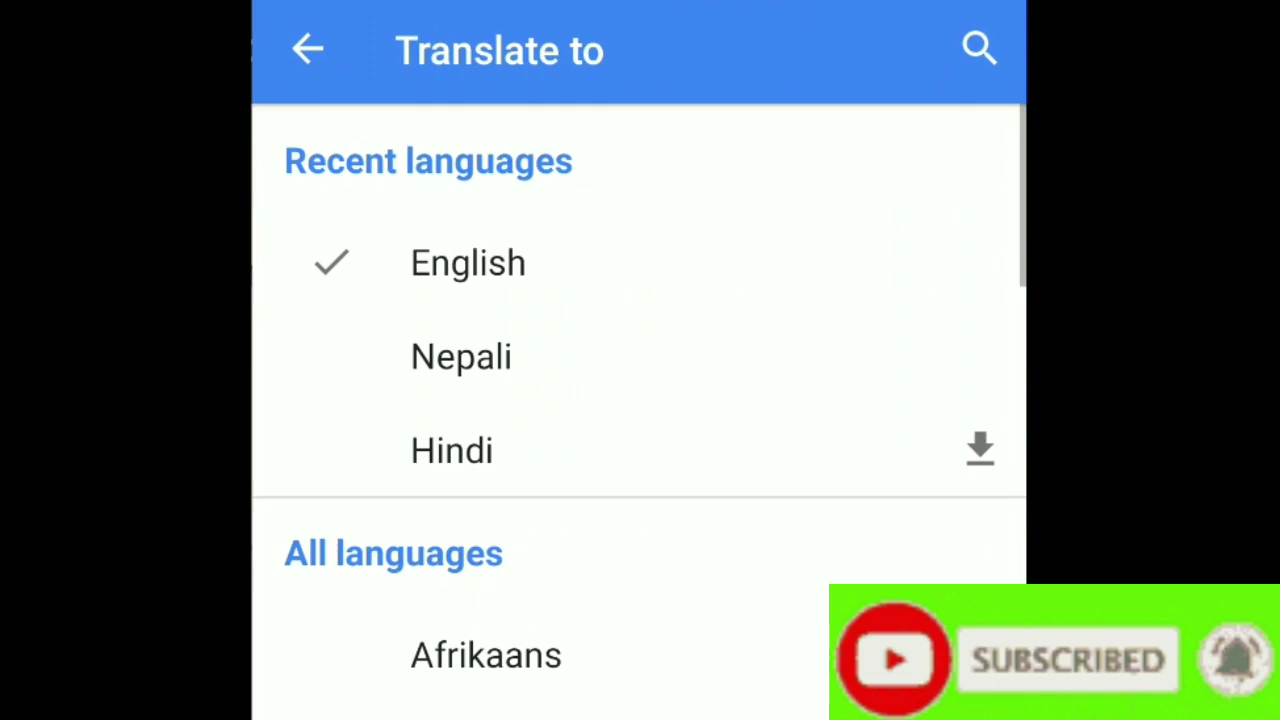 Translate to
Recent languages
English
Nepali
Hindi
All languages
Afrikaans
SUBSCRIBED